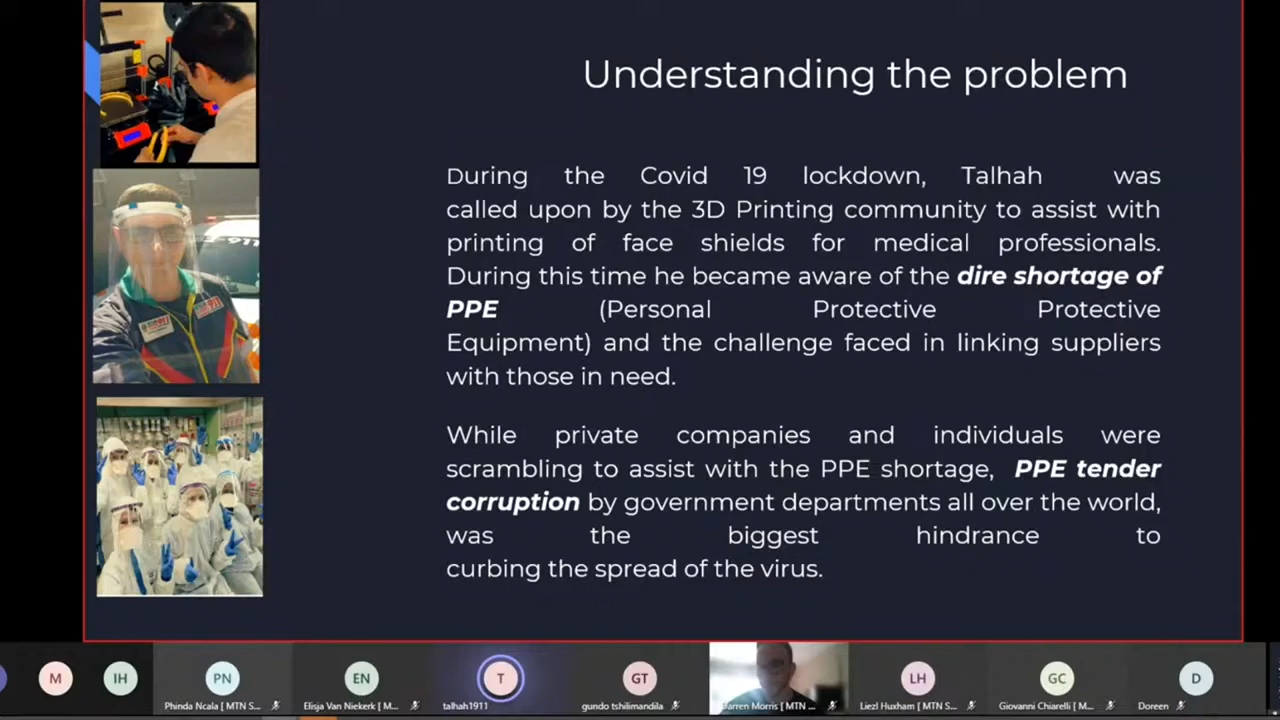 Understanding the problem
During the Covid 19 lockdown, Talhah was
called upon by the 3D Printing community to assist with
printing of face shields for medical professionals.
During this time he became aware of the dire shortage of
PPE (Personal Protective Protective
Equipment) and the challenge faced in linking suppliers
with those in need.
While private companies and individuals were
scrambling to assist with the PPE shortage, PPE tender
corruption by government departments all over the world,
was the biggest hindrance to
curbing the spread of the virus.
M
IH
PN
EN
T
GT
LH
GC
D
Phinda Ncala [ MTN S...
Elisja Van Niekerk [ M...
talhah1911
gundo tshilimandila
Darren Morris [ MTN ...
Liezl Huxham [ MTN S...
Giovanni Chiarelli [ M...
Doreen